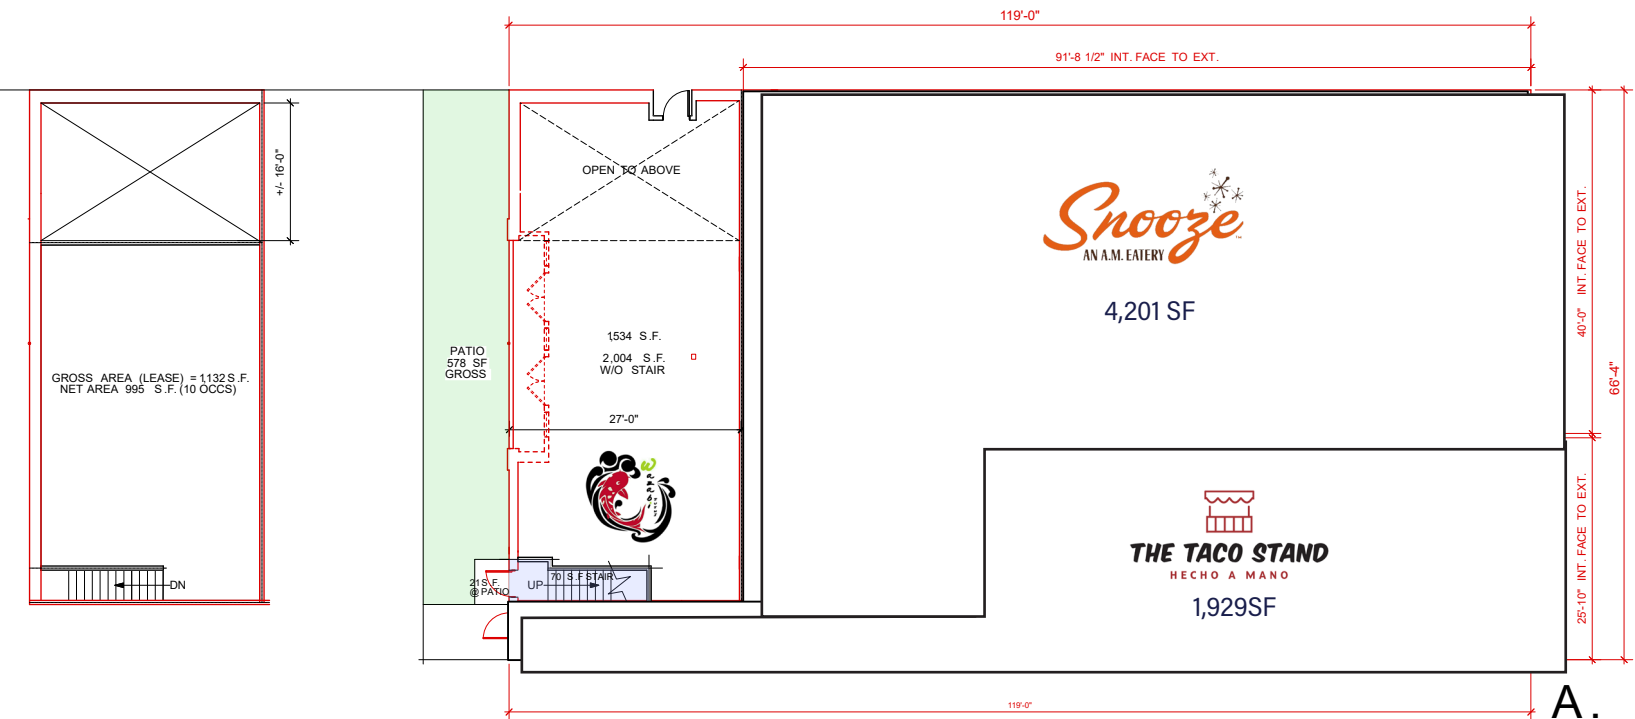 119'-0"
91'-8 1/2" INT. FACE TO EXT.
+/- 16'-0"
OPEN TO ABOVE
Snooze
AN A.M. EATERY
4,201 SF
40'-0" INT. FACE TO EXT.
66'-4"
1,534 S.F.
2,004 S.F.
W/O STAIR
PATIO
578 SF
GROSS
GROSS AREA (LEASE) = 1,132 S.F.
NET AREA 995 S.F. (10 OCCS)
27'-0"
THE TACO STAND
HECHO A MANO
1,929SF
25'-10" INT. FACE TO EXT.
DN
21 S.F.
@ PATIO
UP
70 S.F STAIR
119'-0"
A.